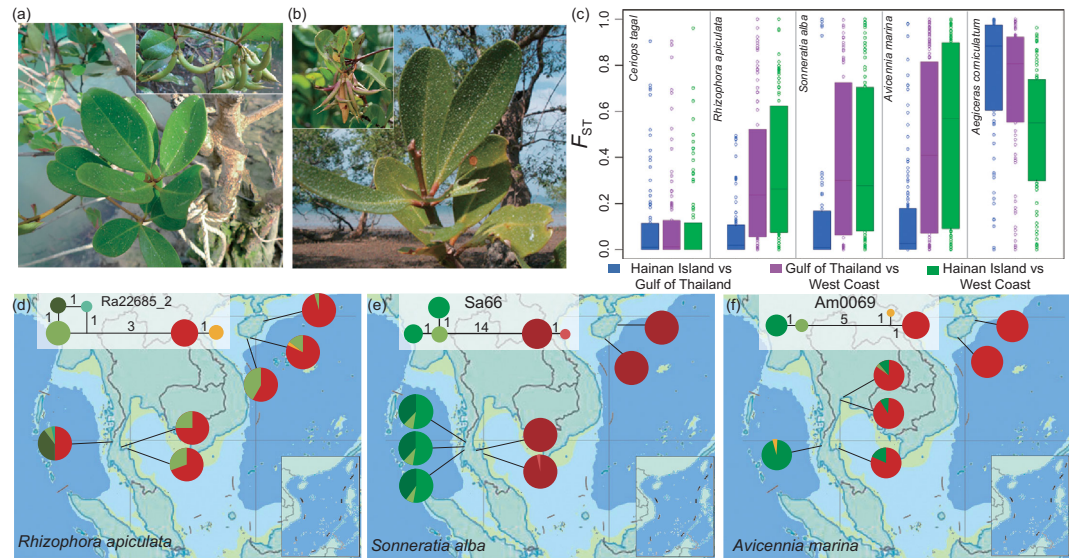 (a)
(b)
(c)
FST
1.0
0.8
0.6
0.4
0.2
0.0
Ceriops tagal
Rhizophora apiculata
Sonneratia alba
Avicennia marina
Aegiceras corniculatum
Hainan Island vs
Gulf of Thailand
Gulf of Thailand vs
West Coast
Hainan Island vs
West Coast
(d)
Ra22685_2
1
1
1
3
1
Rhizophora apiculata
(e)
Sa66
1
1
14
1
Sonneratia alba
(f)
Am0069
1
5
1
1
Avicennia marina